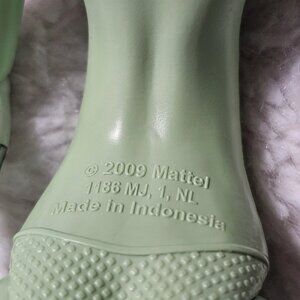 © 2009 Mattel
1186 MJ, 1, NL
Made in Indonesia